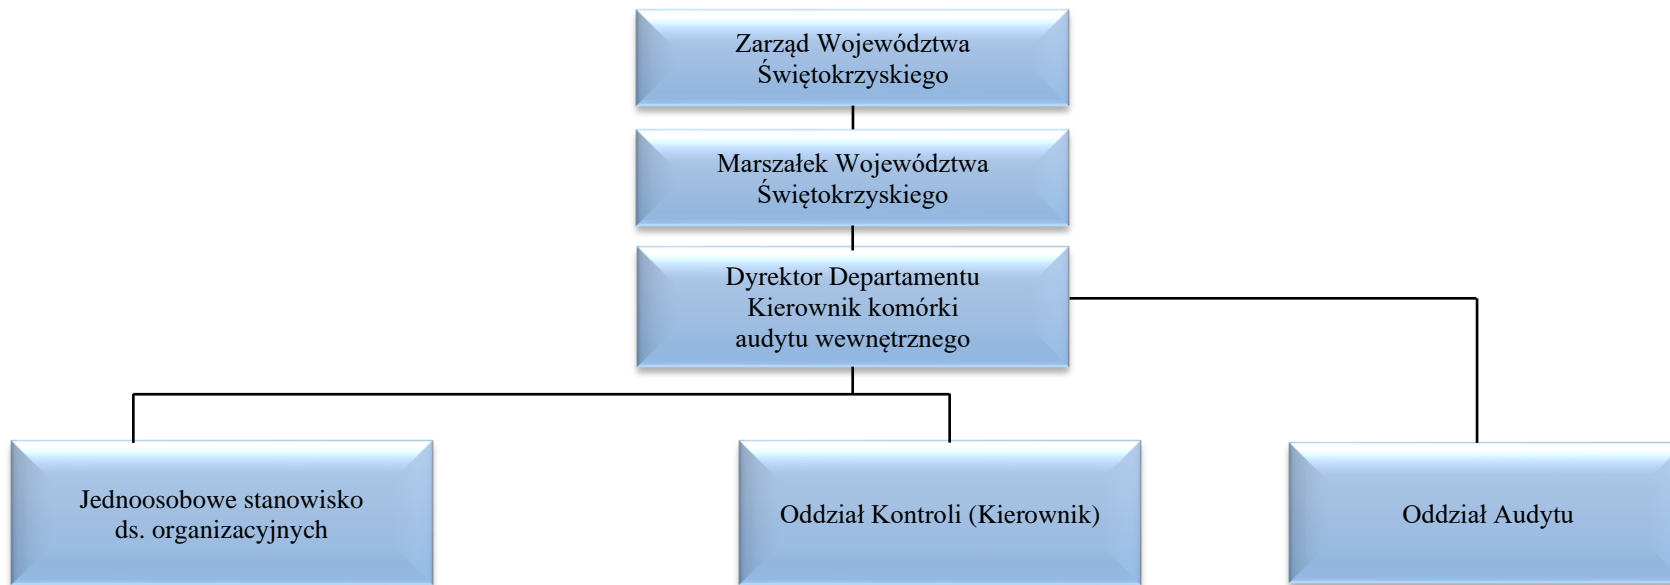 Zarząd Województwa
Świętokrzyskiego
Marszałek Województwa
Świętokrzyskiego
Dyrektor Departamentu
Kierownik komórki
audytu wewnętrznego
Jednoosobowe stanowisko
ds. organizacyjnych
Oddział Kontroli (Kierownik)
Oddział Audytu